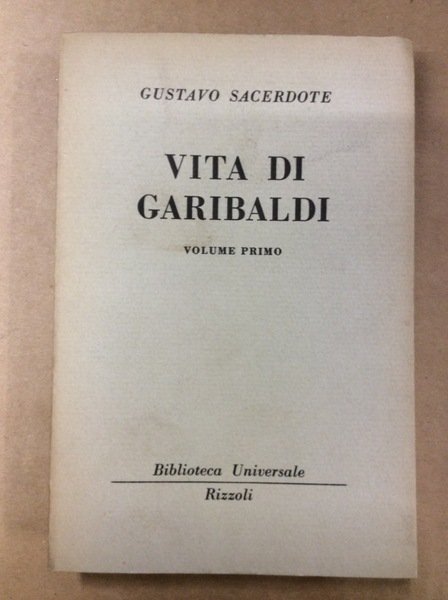 GUSTAVO SACERDOTE
VITA DI
GARIBALDI
VOLUME PRIMO
Biblioteca Universale
Rizzoli